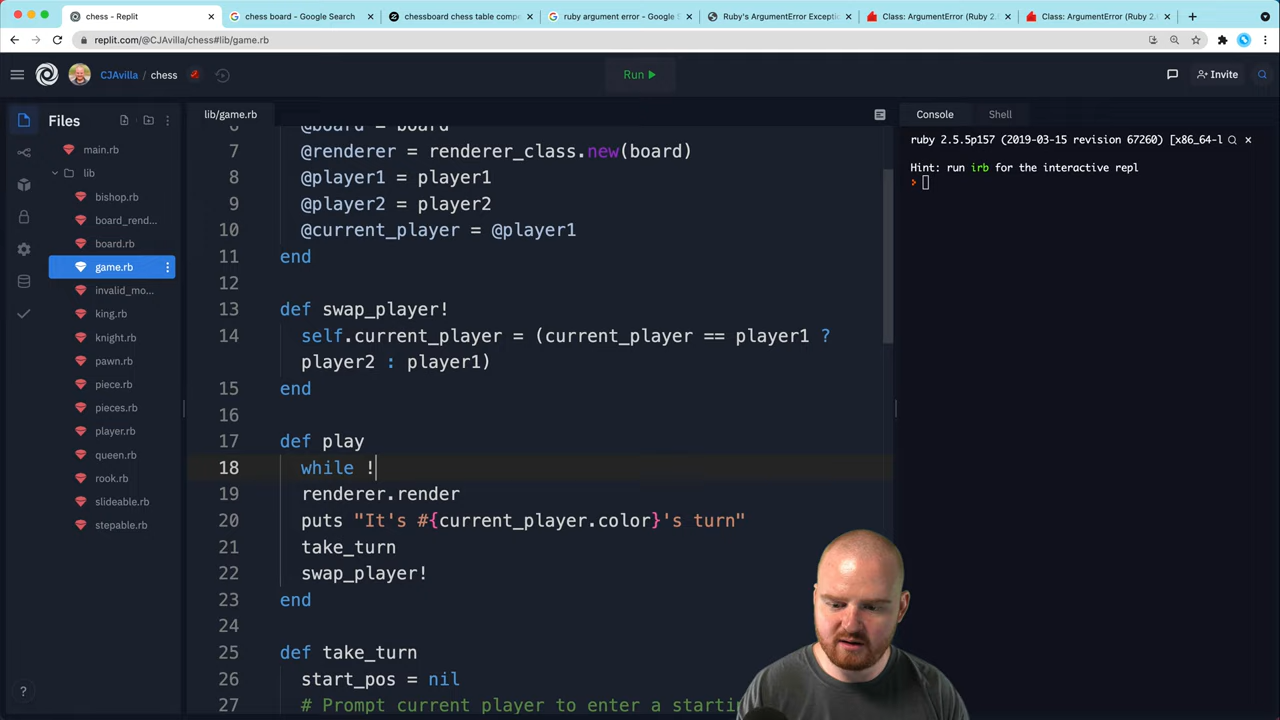 chess - Replit
chess board - Google Search
chessboard chess table compo
ruby argument error - Google S
Ruby's ArgumentError Exceptio
Class: ArgumentError (Ruby 2.
Class: ArgumentError (Ruby 2.
replit.com/@CJAvilla/chess#lib/game.rb
CJAvilla / chess
Run
Invite
Files
main.rb
lib
bishop.rb
board_rend...
board.rb
game.rb
invalid_mo...
king.rb
knight.rb
pawn.rb
piece.rb
pieces.rb
player.rb
queen.rb
rook.rb
slideable.rb
stepable.rb
?
lib/game.rb
6 @board = board
7 @renderer = renderer_class.new(board)
8 @player1 = player1
9 @player2 = player2
10 @current_player = @player1
11 end
12
13 def swap_player!
14 self.current_player = (current_player == player1 ?
player2 : player1)
15 end
16
17 def play
18 while !
19 renderer.render
20 puts "It's #{current_player.color}'s turn"
21 take_turn
22 swap_player!
23 end
24
25 def take_turn
26 start_pos = nil
27 # Prompt current player to enter a starting
Console
Shell
ruby 2.5.5p157 (2019-03-15 revision 67260) [x86_64-l
Hint: run irb for the interactive repl
>